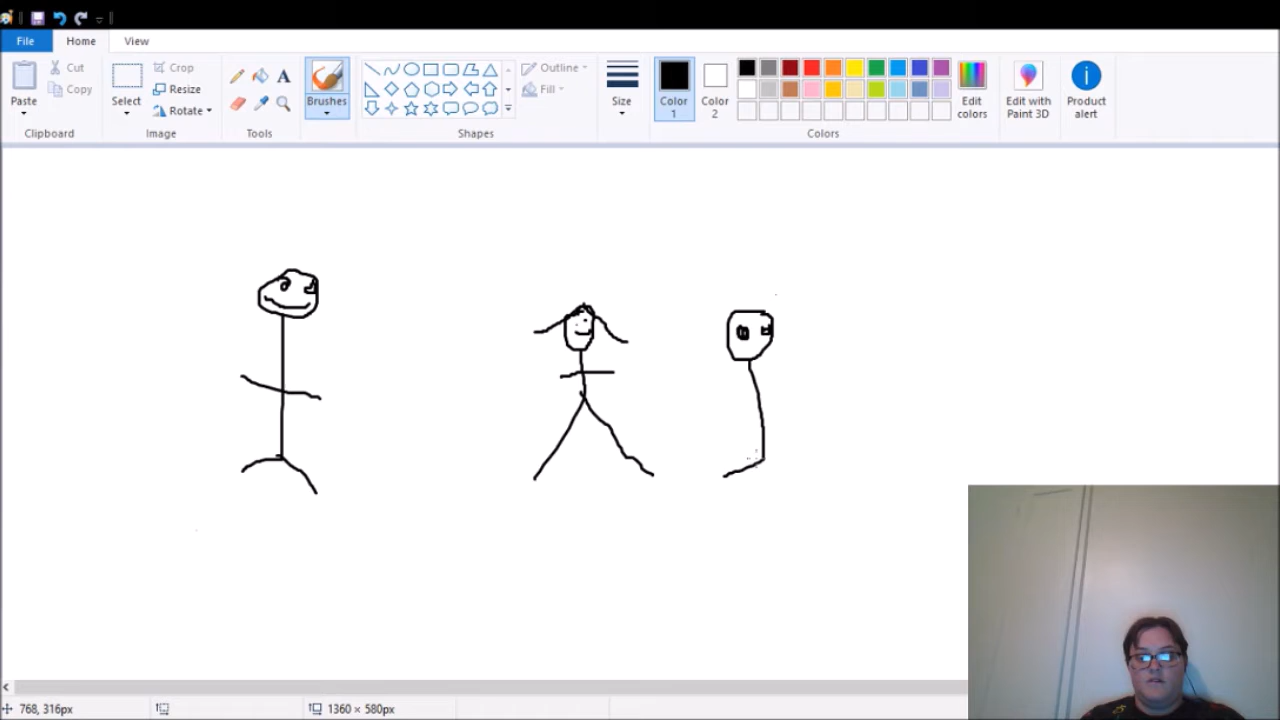 File Home View
Cut
Copy
Paste
Clipboard
Select
Crop
Resize
Rotate
Image
A
Tools
Brushes
Outline
Fill
Shapes
Size
Color
1
Color
2
Edit
colors
Colors
Edit with
Paint 3D
Product
alert
768, 316px
1360 × 580px